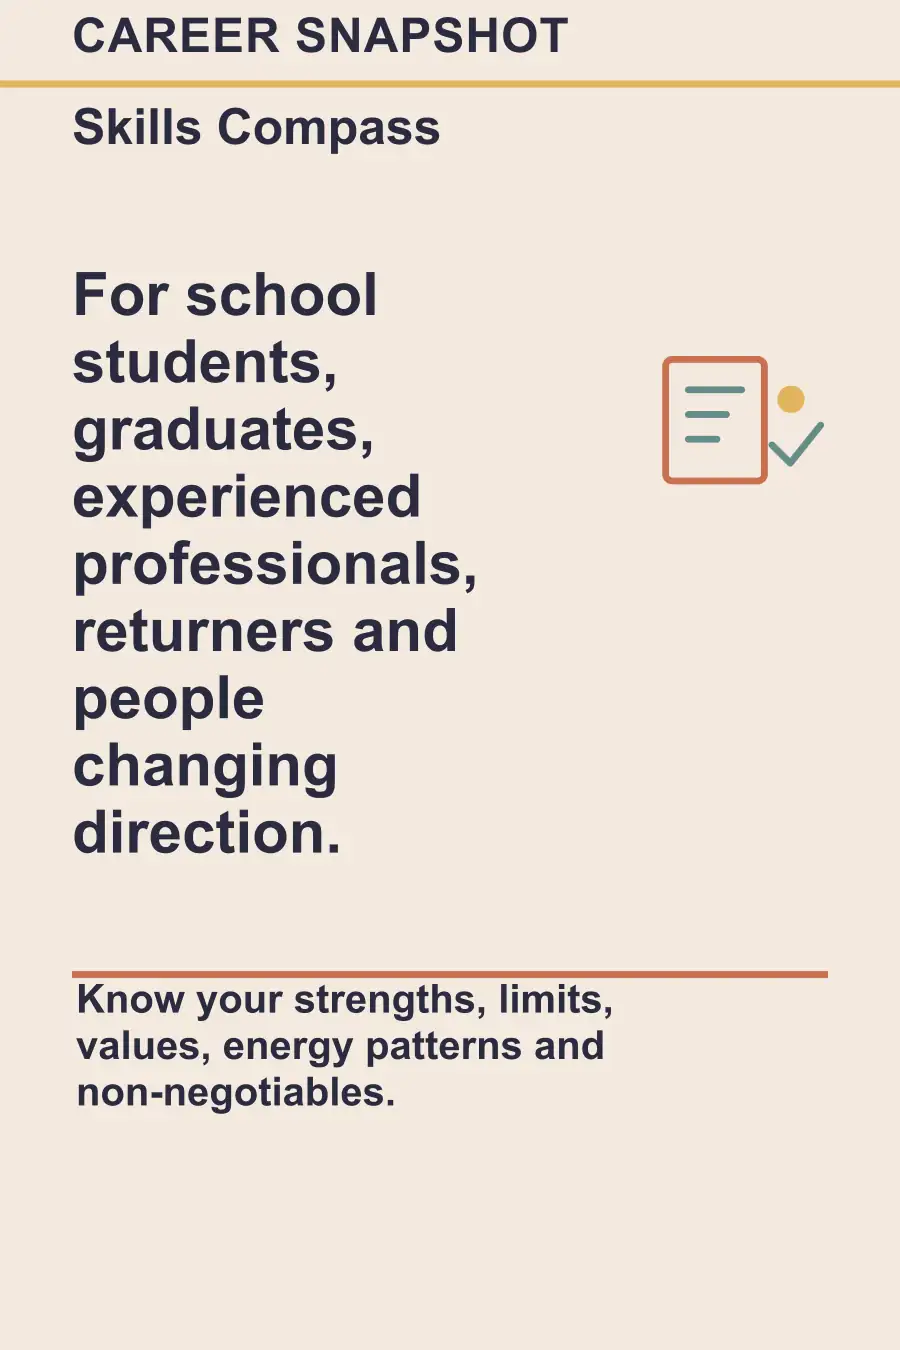 CAREER SNAPSHOT
Skills Compass
For school
students,
graduates,
experienced
professionals,
returners and
people
changing
direction.
Know your strengths, limits,
values, energy patterns and
non-negotiables.